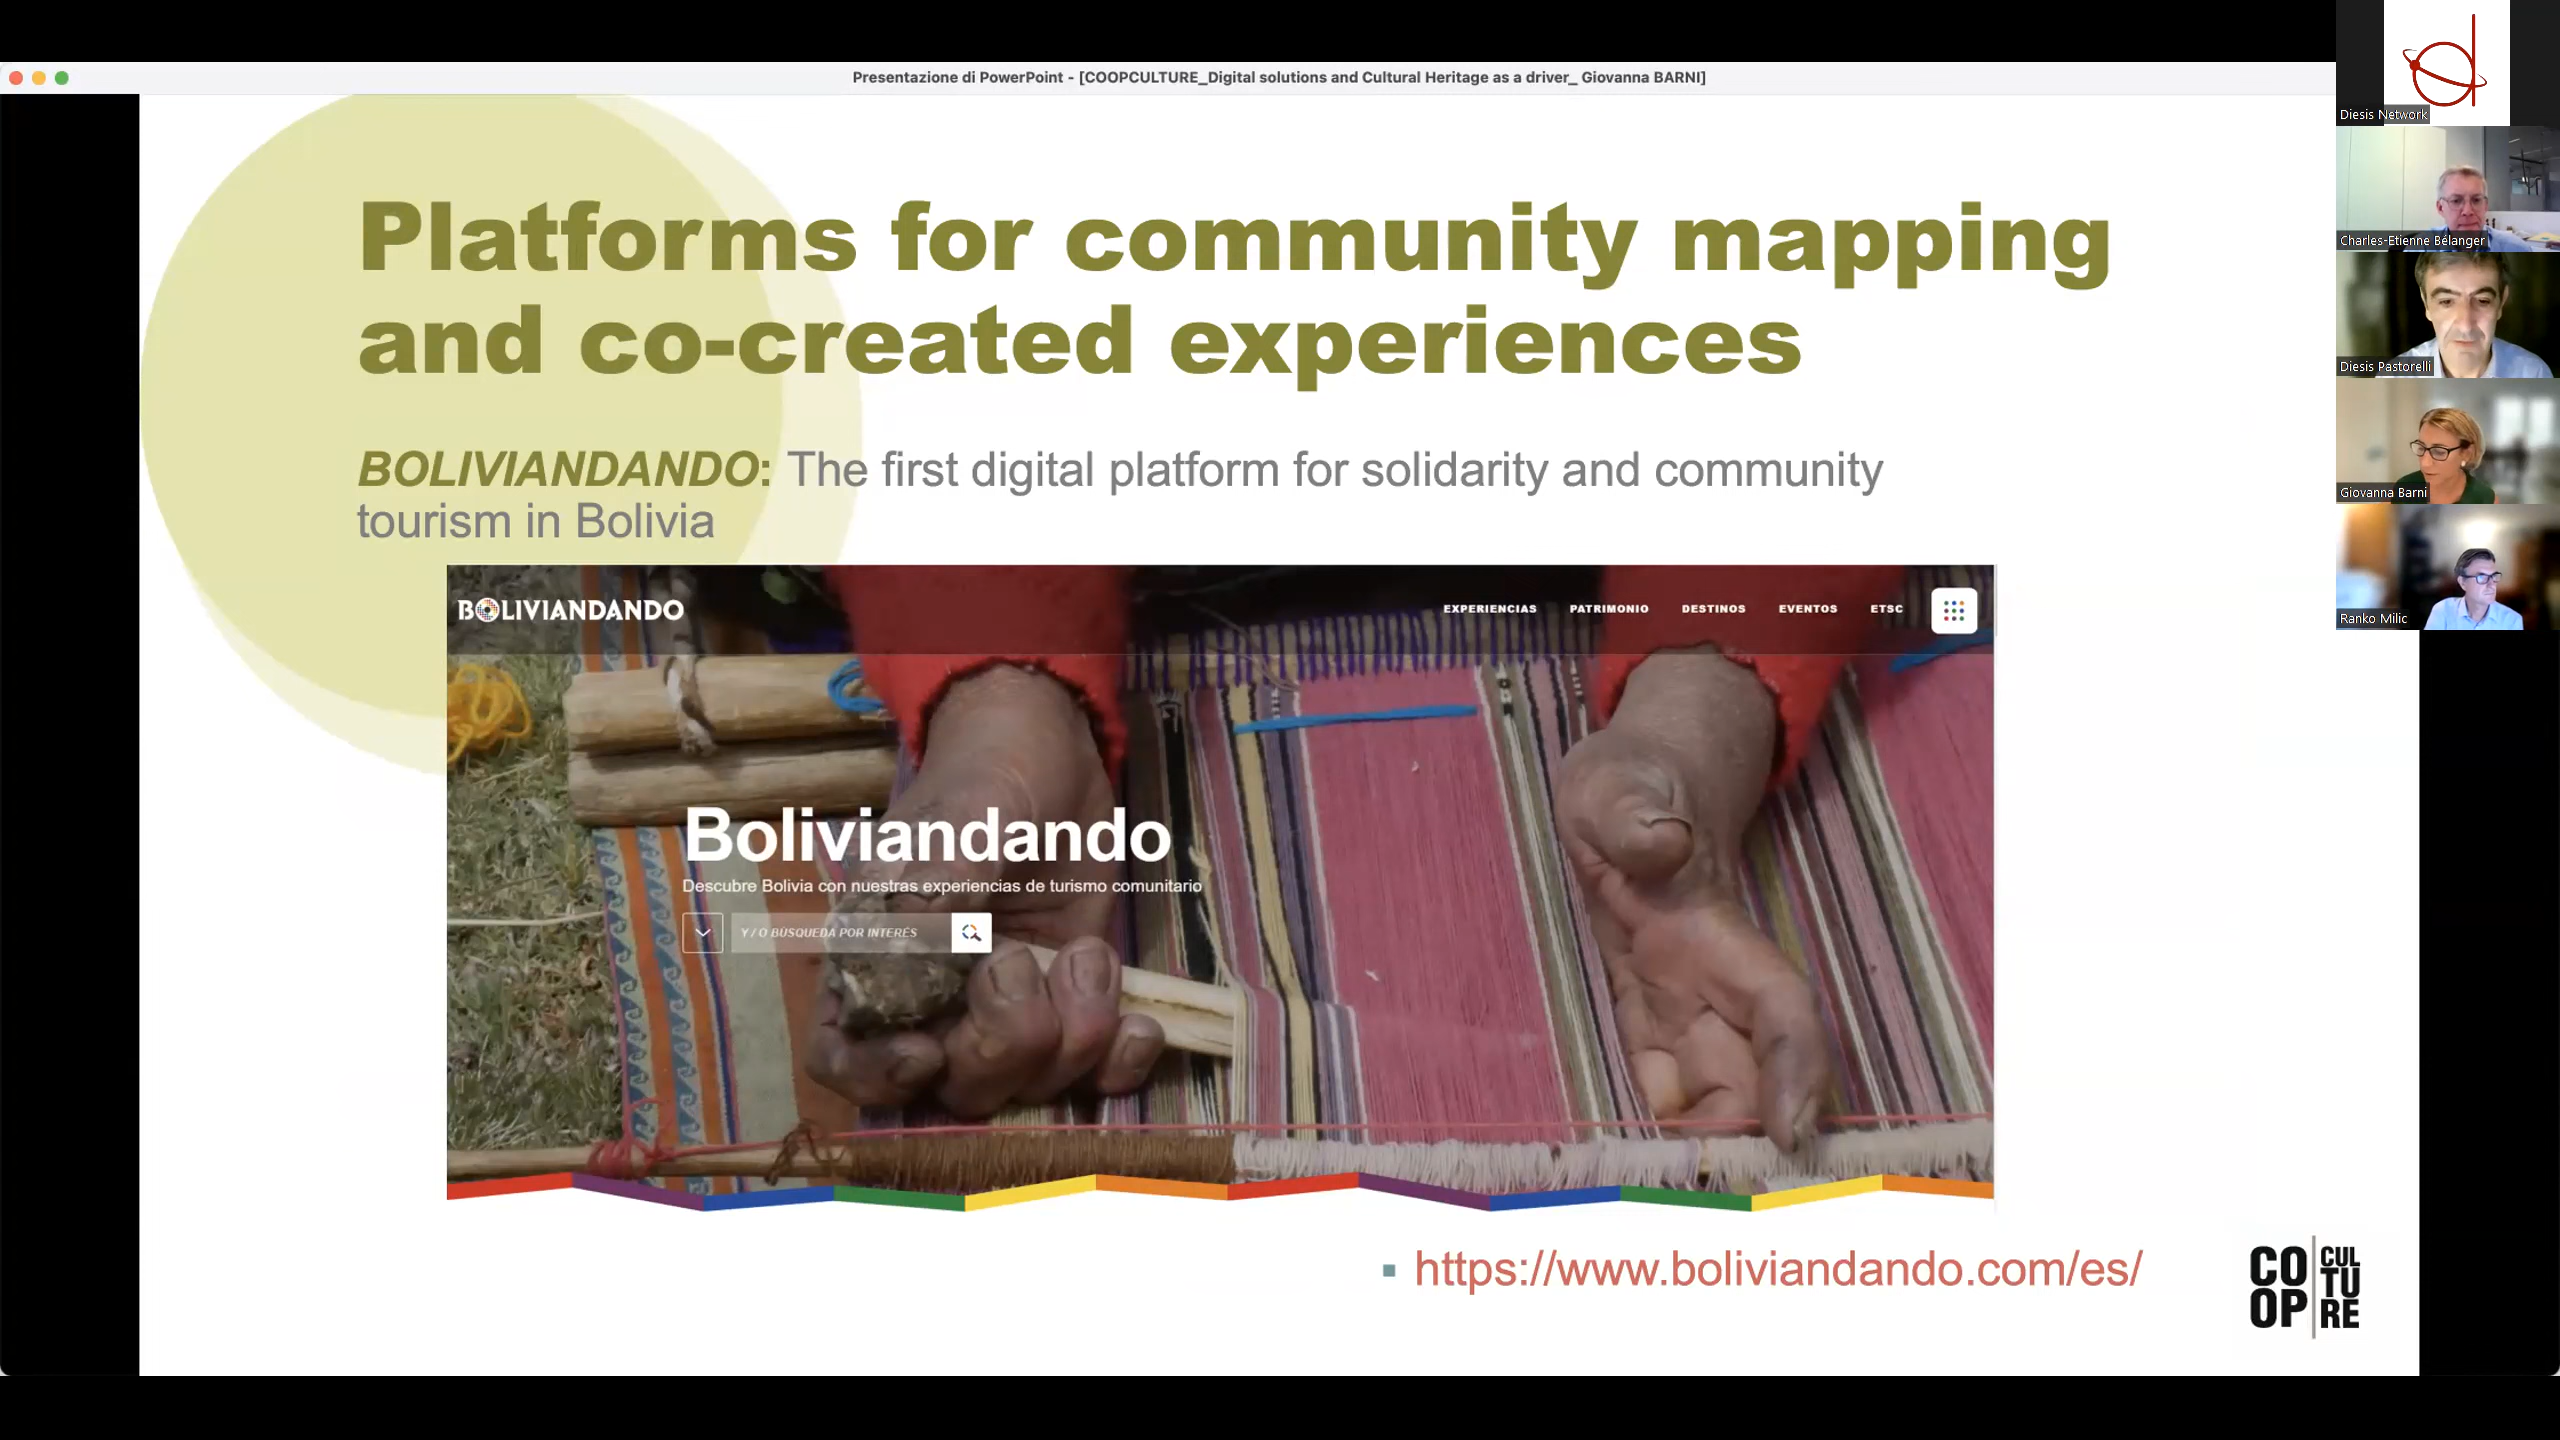 Presentazione di PowerPoint - [COOPCULTURE_Digital solutions and Cultural Heritage as a driver_ Giovanna BARNI]
Platforms for community mapping
and co-created experiences
BOLIVIANDANDO: The first digital platform for solidarity and community
tourism in Bolivia
BOLIVIANDANDO
EXPERIENCIAS PATRIMONIO DESTINOS EVENTOS ETSC
Boliviandando
Descubre Bolivia con nuestras experiencias de turismo comunitario
Y / O BÚSQUEDA POR INTERÉS
https://www.boliviandando.com/es/
CO CUL
OP TU
RE
Diesis Network
Charles-Etienne Bélanger
Diesis Pastorelli
Giovanna Barni
Ranko Milic